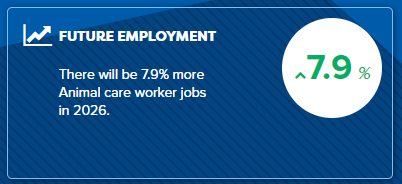 FUTURE EMPLOYMENT
There will be 7.9% more
Animal care worker jobs
in 2026.
7.9 %